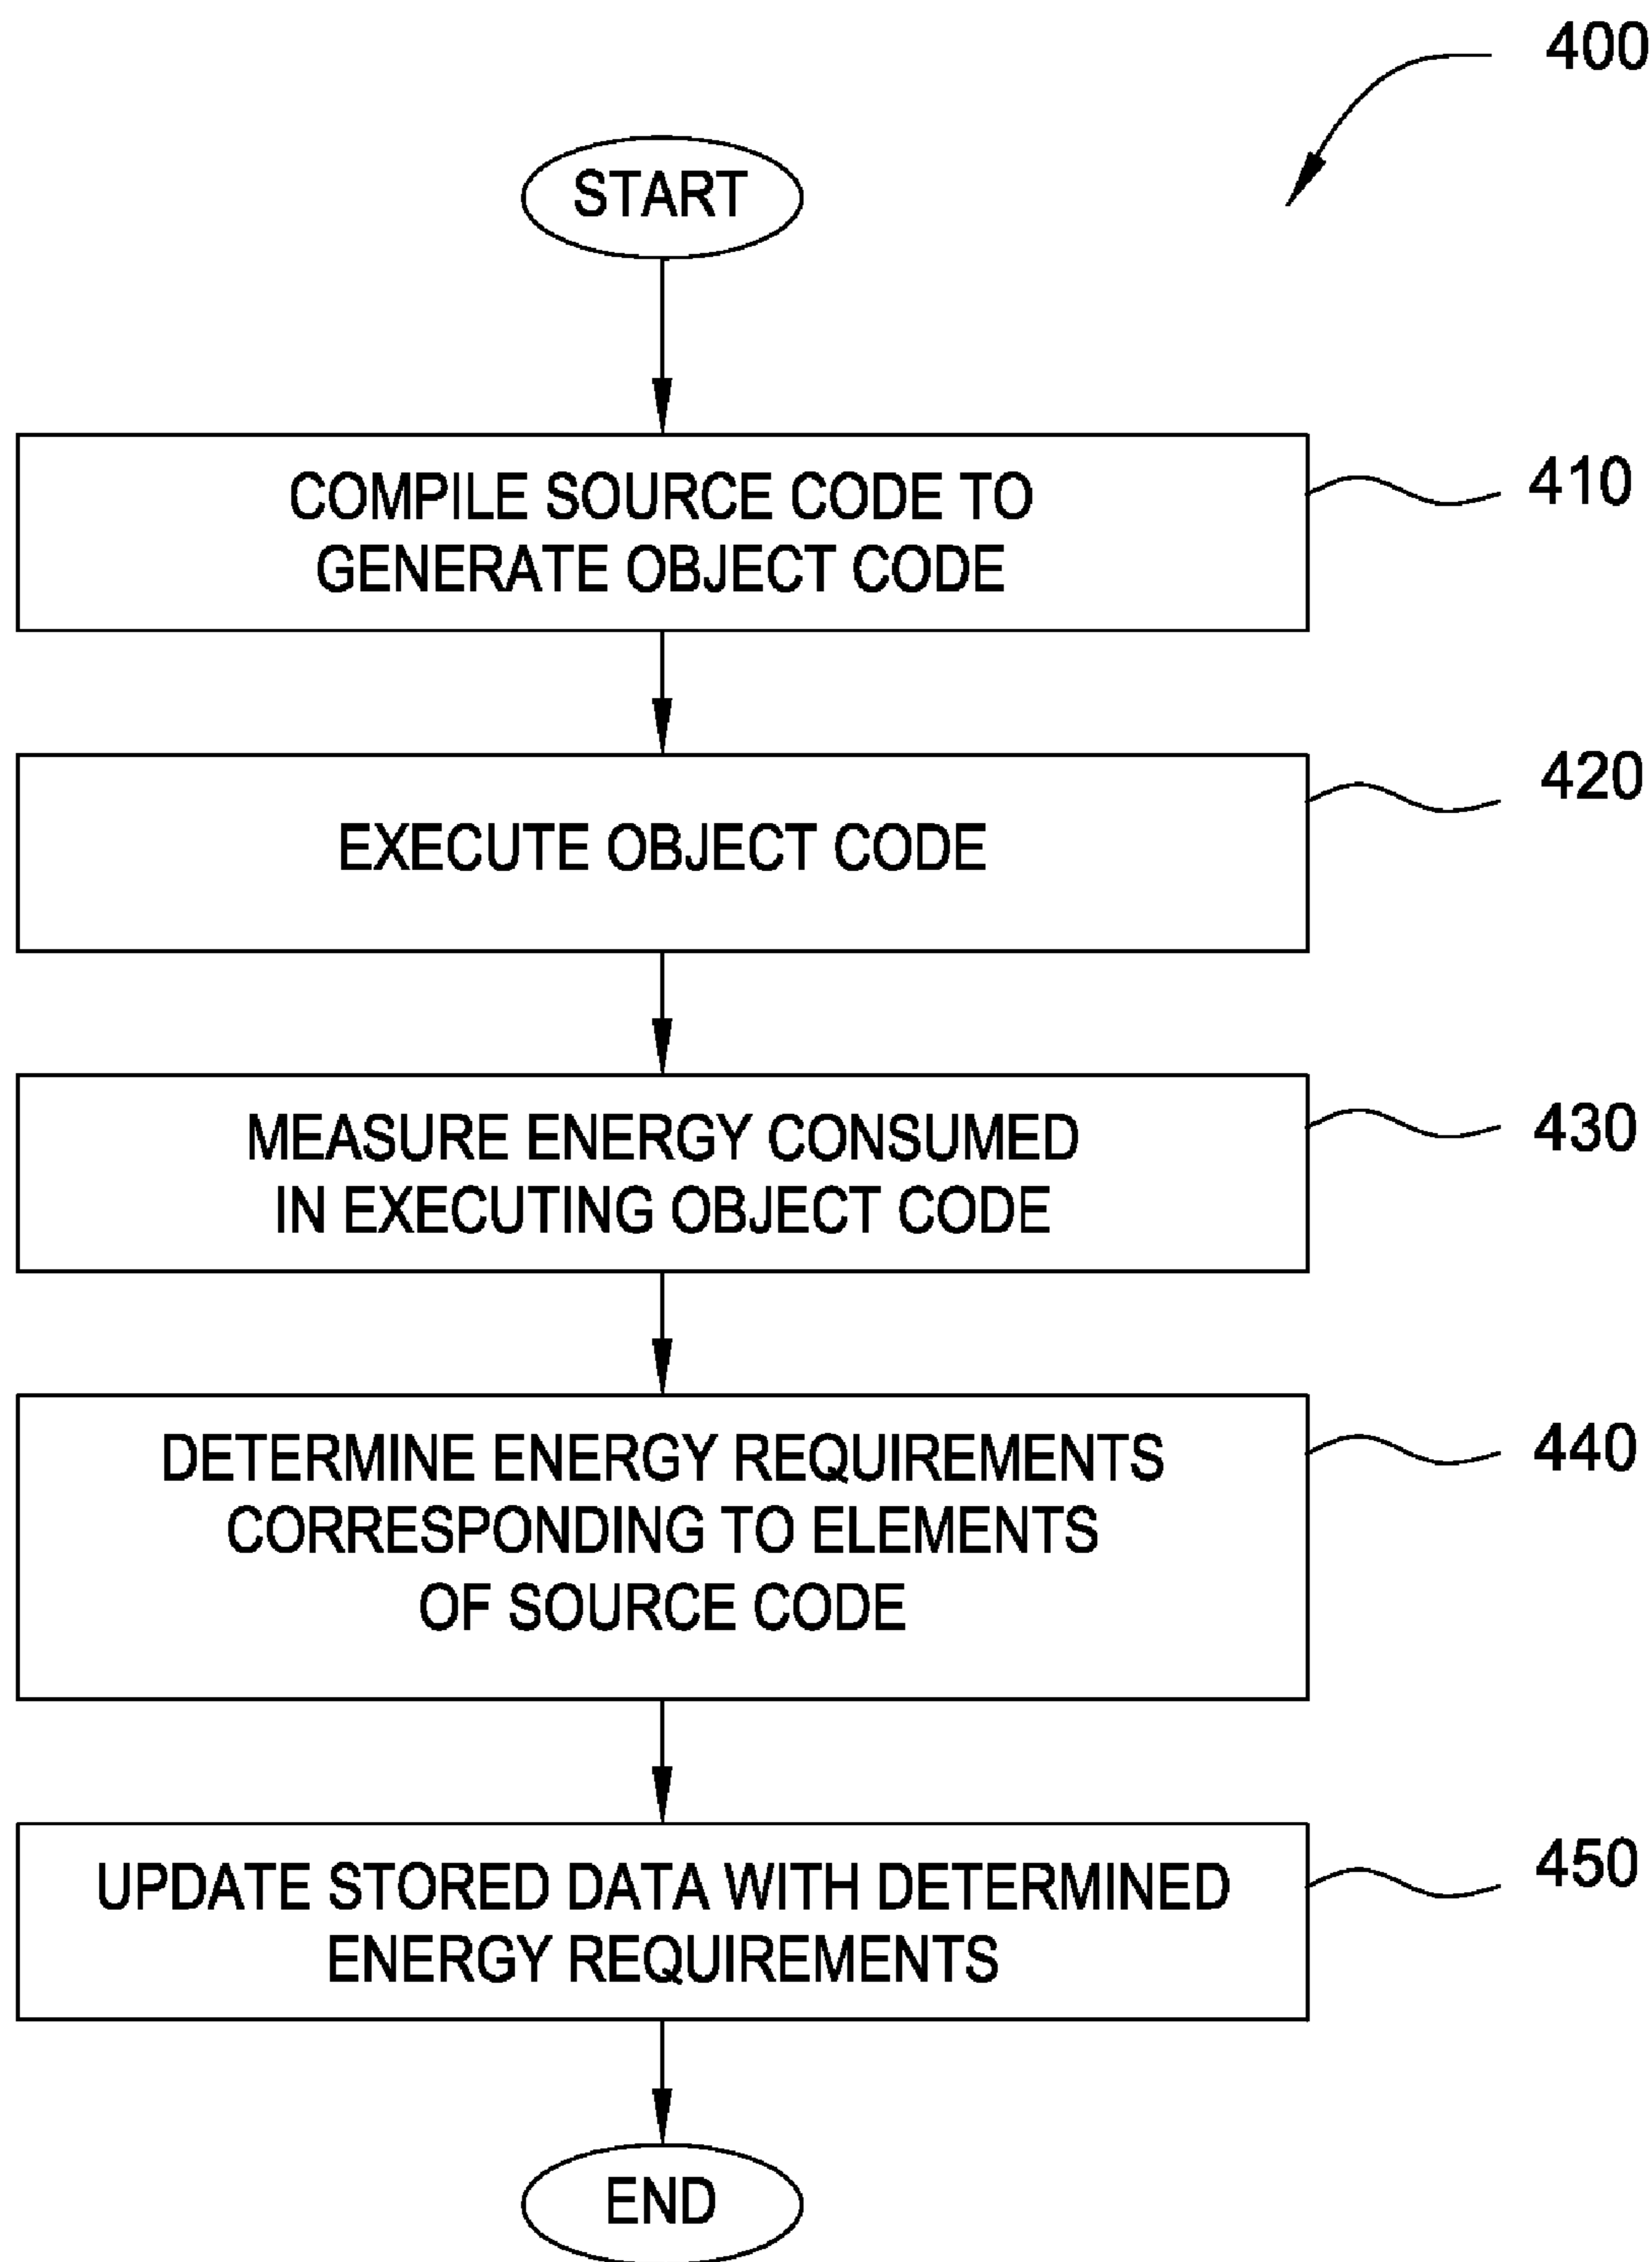 400
START
COMPILE SOURCE CODE TO
GENERATE OBJECT CODE
410
EXECUTE OBJECT CODE
420
MEASURE ENERGY CONSUMED
IN EXECUTING OBJECT CODE
430
DETERMINE ENERGY REQUIREMENTS
CORRESPONDING TO ELEMENTS
OF SOURCE CODE
440
UPDATE STORED DATA WITH DETERMINED
ENERGY REQUIREMENTS
450
END